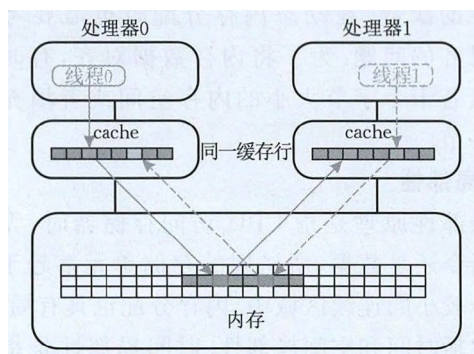 处理器0
处理器1
线程0
线程1
cache
cache
同一缓存行
内存